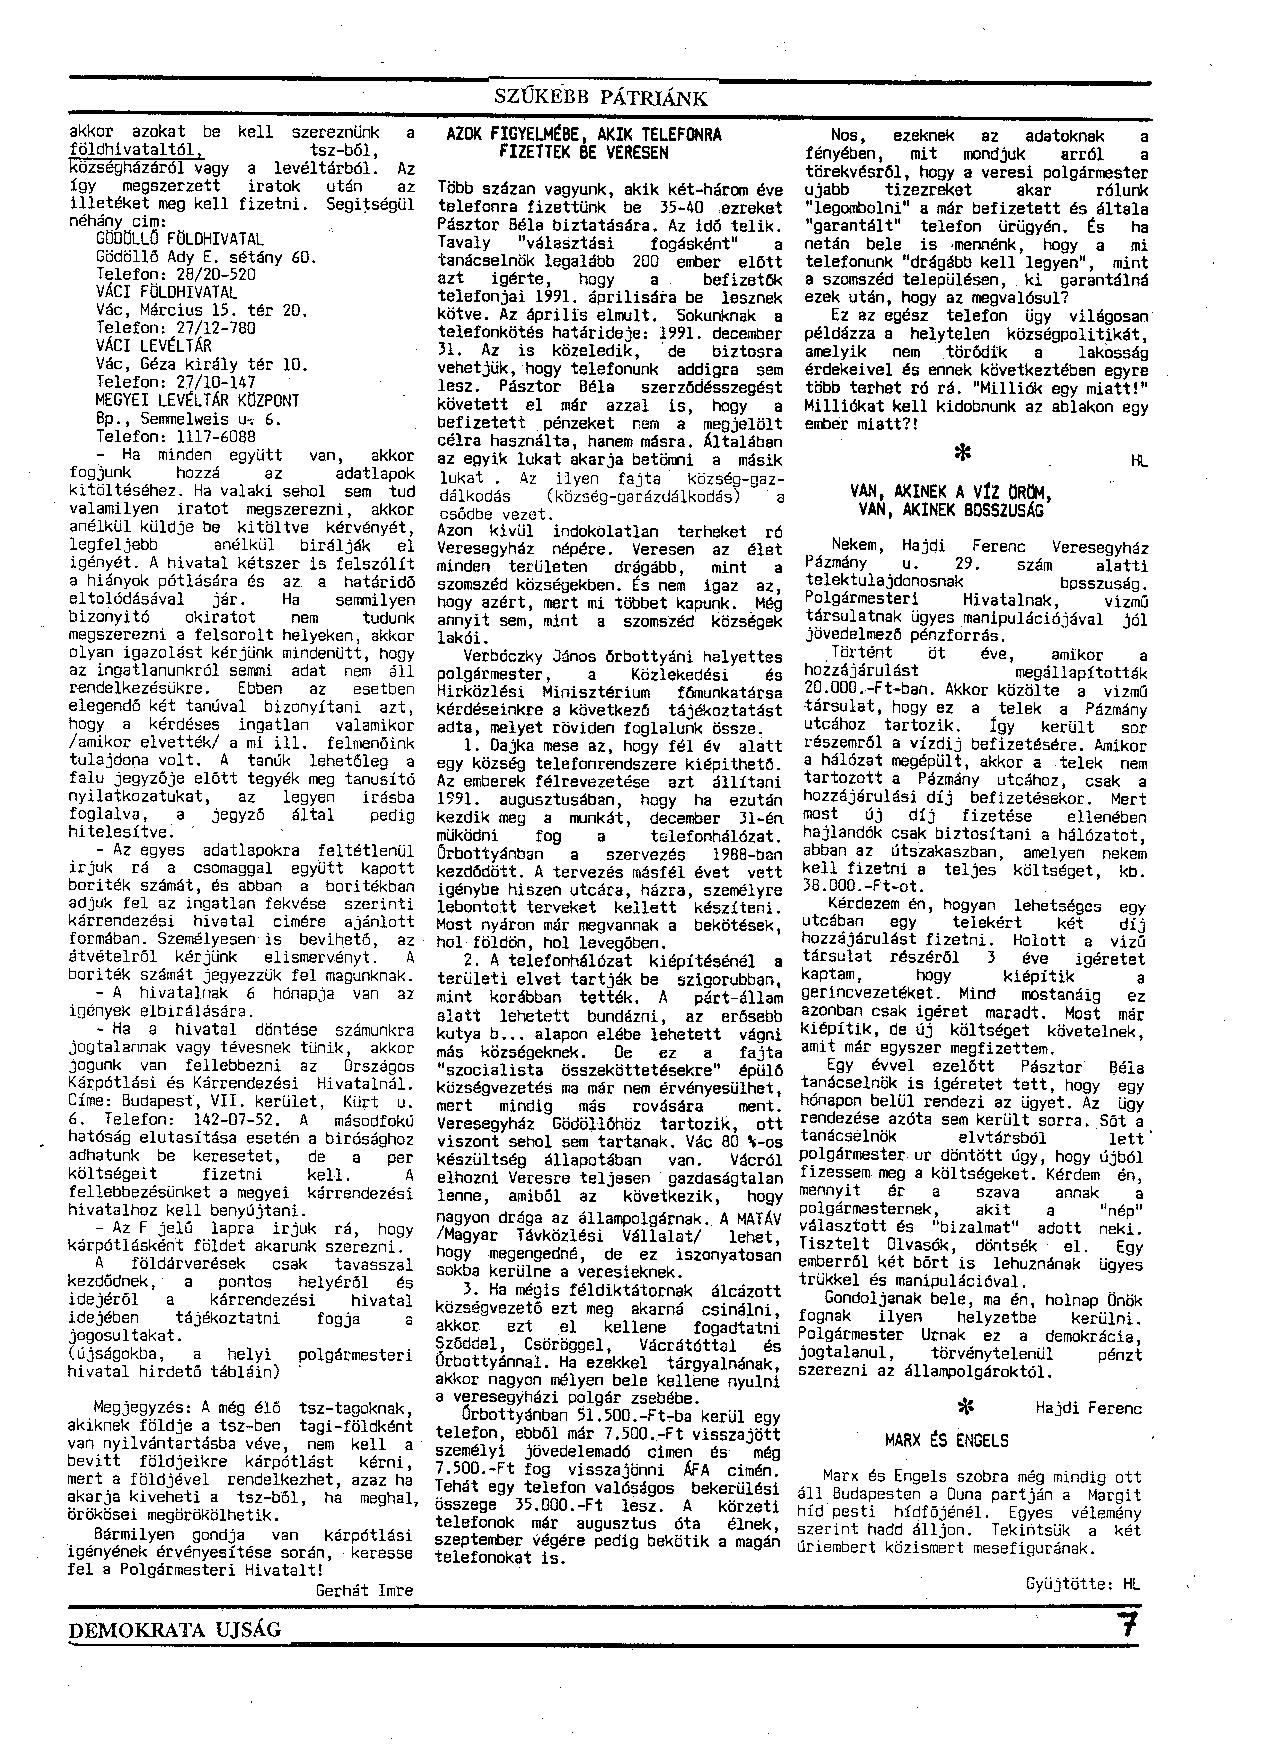 SZŰKEBB PÁTRIÁNK
akkor azokat be kell szereznünk a
földhivataltól, tsz-ből,
községházáról vagy a levéltárból. Az
így megszerzett iratok után az
illetéket meg kell fizetni. Segitségül
néhány cim:
GÖDÖLLŐ FÖLDHIVATAL
Gödöllő Ady E. sétány 60.
Telefon: 28/20-520
VÁCI FÖLDHIVATAL
Vác, Március 15. tér 20.
Telefon: 27/12-780
VÁCI LEVÉLTÁR
Vác, Géza király tér 10.
Telefon: 27/10-147
MEGYEI LEVÉLTÁR KÖZPONT
Bp., Semmelweis u. 6.
Telefon: 1117-6088
- Ha minden együtt van, akkor
fogjunk hozzá az adatlapok
kitöltéséhez. Ha valaki sehol sem tud
valamilyen iratot megszerezni, akkor
anélkül küldje be kitöltve kérvényét,
legfeljebb anélkül birálják el
igényét. A hivatal kétszer is felszólít
a hiányok pótlására és az a határidő
eltolódásával jár. Ha semmilyen
bizonyitó okiratot nem tudunk
megszerezni a felsorolt helyeken, akkor
olyan igazolást kérjünk mindenütt, hogy
az ingatlanunkról semmi adat nem áll
rendelkezésükre. Ebben az esetben
elegendő két tanúval bizonyítani azt,
hogy a kérdéses ingatlan valamikor
/amikor elvették/ a mi ill. felmenőink
tulajdona volt. A tanúk lehetőleg a
falu jegyzője előtt tegyék meg tanusító
nyilatkozatukat, az legyen irásba
foglalva, a jegyző által pedig
hitelesítve.
- Az egyes adatlapokra feltétlenül
irjuk rá a csomaggal együtt kapott
boriték számát, és abban a boritékban
adjuk fel az ingatlan fekvése szerinti
kárrendezési hivatal cimére ajánlott
formában. Személyesen is bevihető, az
átvételről kérjünk elismervényt. A
boriték számát jegyezzük fel magunknak.
- A hivatalnak 6 hónapja van az
igények elbirálására.
- Ha a hivatal döntése számunkra
jogtalannak vagy tévesnek tünik, akkor
jogunk van fellebbezni az Országos
Kárpótlási és Kárrendezési Hivatalnál.
Címe: Budapest, VII. kerület, Kürt u.
6. Telefon: 142-07-52. A másodfokú
hatóság elutasítása esetén a birósághoz
adhatunk be keresetet, de a per
költségeit fizetni kell. A
fellebbezésünket a megyei kárrendezési
hivatalhoz kell benyújtani.
- Az F jelű lapra irjuk rá, hogy
kárpótlásként földet akarunk szerezni.
A földárverések csak tavasszal
kezdődnek, a pontos helyéről és
idejéről a kárrendezési hivatal
idejében tájékoztatni fogja a
jogosultakat.
(újságokba, a helyi polgármesteri
hivatal hirdető tábláin)
Megjegyzés: A még élő tsz-tagoknak,
akiknek földje a tsz-ben tagi-földként
van nyilvántartásba véve, nem kell a
bevitt földjeikre kárpótlást kérni,
mert a földjével rendelkezhet, azaz ha
akarja kiveheti a tsz-ből, ha meghal,
örökösei megörökölhetik.
Bármilyen gondja van kárpótlási
igényének érvényesítése során, keresse
fel a Polgármesteri Hivatalt!
Gerhát Imre
AZOK FIGYELMÉBE, AKIK TELEFONRA
FIZETTEK BE VERESEN
Több százan vagyunk, akik két-három éve
telefonra fizettünk be 35-40 ezreket
Pásztor Béla biztatására. Az idő telik.
Tavaly "választási fogásként" a
tanácselnök legalább 200 ember előtt
azt igérte, hogy a befizetők
telefonjai 1991. áprilisára be lesznek
kötve. Az április elmult. Sokunknak a
telefonkötés határideje: 1991. december
31. Az is közeledik, de biztosra
vehetjük, hogy telefonunk addigra sem
lesz. Pásztor Béla szerződésszegést
követett el már azzal is, hogy a
befizetett pénzeket nem a megjelölt
célra használta, hanem másra. Általában
az egyik lukat akarja betömni a másik
lukat . Az ilyen fajta község-gaz-
dálkodás (község-garázdálkodás) a
csődbe vezet.
Azon kivül indokolatlan terheket ró
Veresegyház népére. Veresen az élet
minden területen drágább, mint a
szomszéd községekben. És nem igaz az,
hogy azért, mert mi többet kapunk. Még
annyit sem, mint a szomszéd községek
lakói.
Verbóczky János őrbottyáni helyettes
polgármester, a Közlekedési és
Hirközlési Minisztérium főmunkatársa
kérdéseinkre a következő tájékoztatást
adta, melyet röviden foglalunk össze.
1. Dajka mese az, hogy fél év alatt
egy község telefonrendszere kiépithető.
Az emberek félrevezetése azt állítani
1991. augusztusában, hogy ha ezután
kezdik meg a munkát, december 31-én
müködni fog a telefonhálózat.
Őrbottyánban a szervezés 1988-ban
kezdődött. A tervezés másfél évet vett
igénybe hiszen utcára, házra, személyre
lebontott terveket kellett készíteni.
Most nyáron már megvannak a bekötések,
hol földön, hol levegőben.
2. A telefonhálózat kiépítésénél a
területi elvet tartják be szigorubban,
mint korábban tették. A párt-állam
alatt lehetett bundázni, az erősebb
kutya b... alapon elébe lehetett vágni
más községeknek. De ez a fajta
"szocialista összeköttetésekre" épülő
községvezetés ma már nem érvényesülhet,
mert mindig más rovására ment.
Veresegyház Gödöllőhöz tartozik, ott
viszont sehol sem tartanak. Vác 80 %-os
készültség állapotában van. Vácról
elhozni Veresre teljesen gazdaságtalan
lenne, amiből az következik, hogy
nagyon drága az állampolgárnak. A MATÁV
/Magyar Távközlési Vállalat/ lehet,
hogy megengedné, de ez iszonyatosan
sokba kerülne a veresieknek.
3. Ha mégis féldiktátornak álcázott
községvezető ezt meg akarná csinálni,
akkor ezt el kellene fogadtatni
Sződdel, Csöröggel, Vácrátóttal és
Őrbottyánnal. Ha ezekkel tárgyalnának,
akkor nagyon mélyen bele kellene nyulni
a veresegyházi polgár zsebébe.
Őrbottyánban 51.500.-Ft-ba kerül egy
telefon, ebből már 7.500.-Ft visszajött
személyi jövedelemadó cimen és még
7.500.-Ft fog visszajönni ÁFA cimén.
Tehát egy telefon valóságos bekerülési
összege 35.000.-Ft lesz. A körzeti
telefonok már augusztus óta élnek,
szeptember végére pedig bekötik a magán
telefonokat is.
Nos, ezeknek az adatoknak a
fényében, mit mondjuk arról a
törekvésről, hogy a veresi polgármester
ujabb tizezreket akar rólunk
"legombolni" a már befizetett és általa
"garantált" telefon ürügyén. És ha
netán bele is mennénk, hogy a mi
telefonunk "drágább kell legyen", mint
a szomszéd településen, ki garantálná
ezek után, hogy az megvalósul?
Ez az egész telefon ügy világosan
példázza a helytelen községpolitikát,
amelyik nem törődik a lakosság
érdekeivel és ennek következtében egyre
több terhet ró rá. "Milliók egy miatt!"
Milliókat kell kidobnunk az ablakon egy
ember miatt?!
*
HL
VAN, AKINEK A VÍZ ÖRÖM,
VAN, AKINEK BOSSZUSÁG
Nekem, Hajdi Ferenc Veresegyház
Pázmány u. 29. szám alatti
telektulajdonosnak bosszuság.
Polgármesteri Hivatalnak, vizmű
társulatnak ügyes manipulációjával jól
jövedelmező pénzforrás.
Történt öt éve, amikor a
hozzájárulást megállapították
20.000.-Ft-ban. Akkor közölte a vizmű
társulat, hogy ez a telek a Pázmány
utcához tartozik. Így került sor
részemről a vízdij befizetésére. Amikor
a hálózat megépült, akkor a telek nem
tartozott a Pázmány utcához, csak a
hozzájárulási díj befizetésekor. Mert
most új díj fizetése ellenében
hajlandók csak biztosítani a hálózatot,
abban az útszakaszban, amelyen nekem
kell fizetni a teljes költséget, kb.
38.000.-Ft-ot.
Kérdezem én, hogyan lehetséges egy
utcában egy telekért két díj
hozzájárulást fizetni. Holott a vizű
társulat részéről 3 éve igéretet
kaptam, hogy kiépítik a
gerincvezetéket. Mind mostanáig ez
azonban csak igéret maradt. Most már
kiépítik, de új költséget követelnek,
amit már egyszer megfizettem.
Egy évvel ezelőtt Pásztor Béla
tanácselnök is igéretet tett, hogy egy
hónapon belül rendezi az ügyet. Az ügy
rendezése azóta sem került sorra. Sőt a
tanácselnök elvtársból lett
polgármester ur döntött úgy, hogy újból
fizessem meg a költségeket. Kérdem én,
mennyit ér a szava annak a
polgármesternek, akit a "nép"
választott és "bizalmat" adott neki.
Tisztelt Olvasók, döntsék el. Egy
emberről két bőrt is lehuznának ügyes
trükkel és manipulációval.
Gondoljanak bele, ma én, holnap Önök
fognak ilyen helyzetbe kerülni.
Polgármester Urnak ez a demokrácia,
jogtalanul, törvénytelenül pénzt
szerezni az állampolgároktól.
*
Hajdi Ferenc
MARX ÉS ENGELS
Marx és Engels szobra még mindig ott
áll Budapesten a Duna partján a Margit
híd pesti hídfőjénél. Egyes vélemény
szerint hadd álljon. Tekintsük a két
úriembert közismert mesefigurának.
Gyüjtötte: HL
DEMOKRATA UJSÁG
7